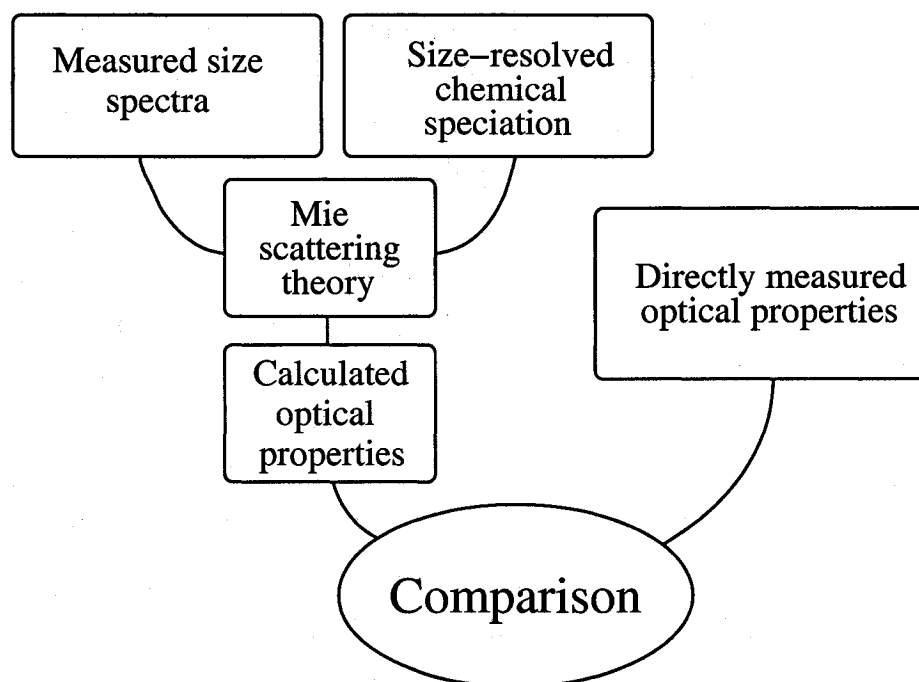 Measured size
spectra
Size–resolved
chemical
speciation
Mie
scattering
theory
Directly measured
optical properties
Calculated
optical
properties
Comparison